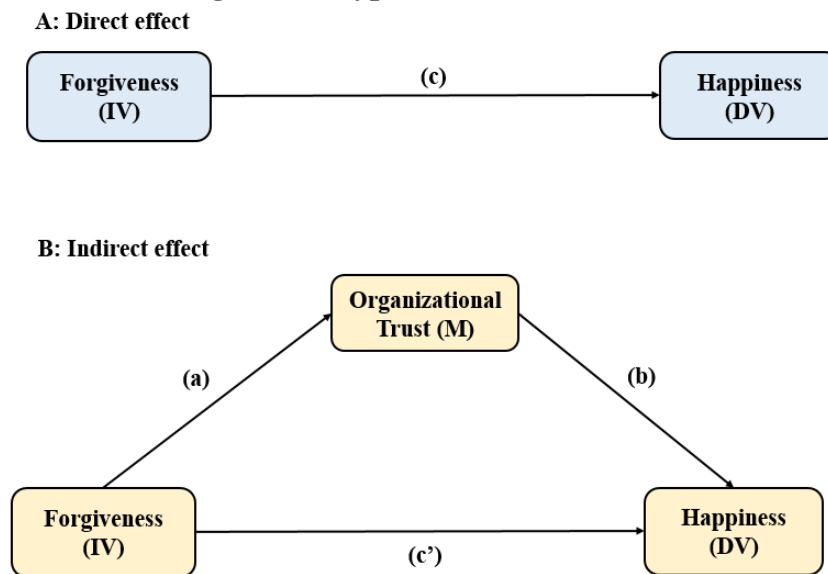 A: Direct effect
Forgiveness
(IV)
(c)
Happiness
(DV)
B: Indirect effect
Organizational
Trust (M)
(a)
(b)
Forgiveness
(IV)
(c’)
Happiness
(DV)